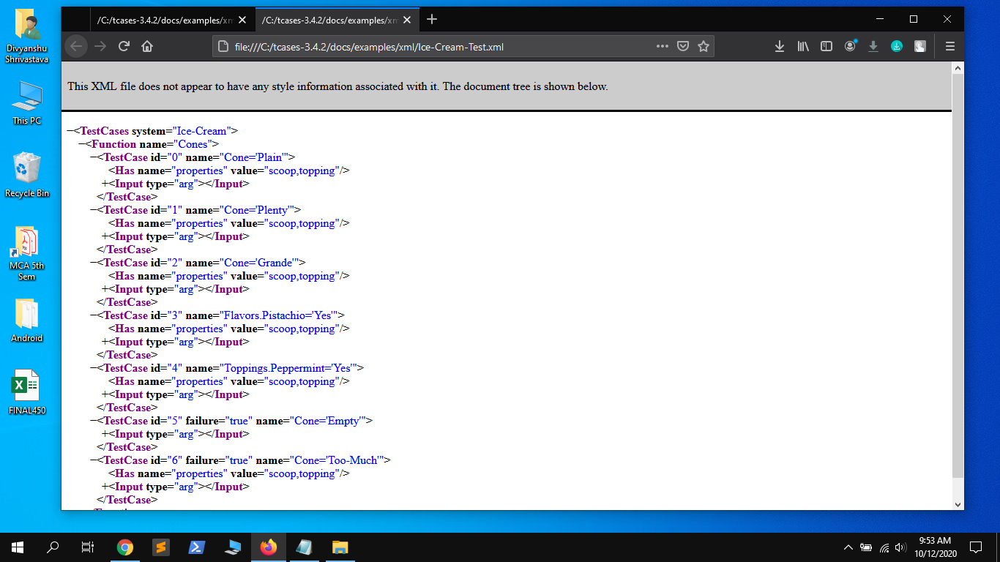 /C:/tcases-3.4.2/docs/examples/xm
/C:/tcases-3.4.2/docs/examples/xm
file:///C:/tcases-3.4.2/docs/examples/xml/Ice-Cream-Test.xml
Divyanshu
Shrivastava
This PC
Recycle Bin
MCA 5th
Sem
Android
FINAL450
This XML file does not appear to have any style information associated with it. The document tree is shown below.
−<TestCases system="Ice-Cream">
−<Function name="Cones">
−<TestCase id="0" name="Cone='Plain'">
<Has name="properties" value="scoop,topping"/>
+<Input type="arg"></Input>
</TestCase>
−<TestCase id="1" name="Cone='Plenty'">
<Has name="properties" value="scoop,topping"/>
+<Input type="arg"></Input>
</TestCase>
−<TestCase id="2" name="Cone='Grande'">
<Has name="properties" value="scoop,topping"/>
+<Input type="arg"></Input>
</TestCase>
−<TestCase id="3" name="Flavors.Pistachio='Yes'">
<Has name="properties" value="scoop,topping"/>
+<Input type="arg"></Input>
</TestCase>
−<TestCase id="4" name="Toppings.Peppermint='Yes'">
<Has name="properties" value="scoop,topping"/>
+<Input type="arg"></Input>
</TestCase>
−<TestCase id="5" failure="true" name="Cone='Empty'">
+<Input type="arg"></Input>
</TestCase>
−<TestCase id="6" failure="true" name="Cone='Too-Much'">
<Has name="properties" value="scoop,topping"/>
+<Input type="arg"></Input>
</TestCase>
9:53 AM
10/12/2020